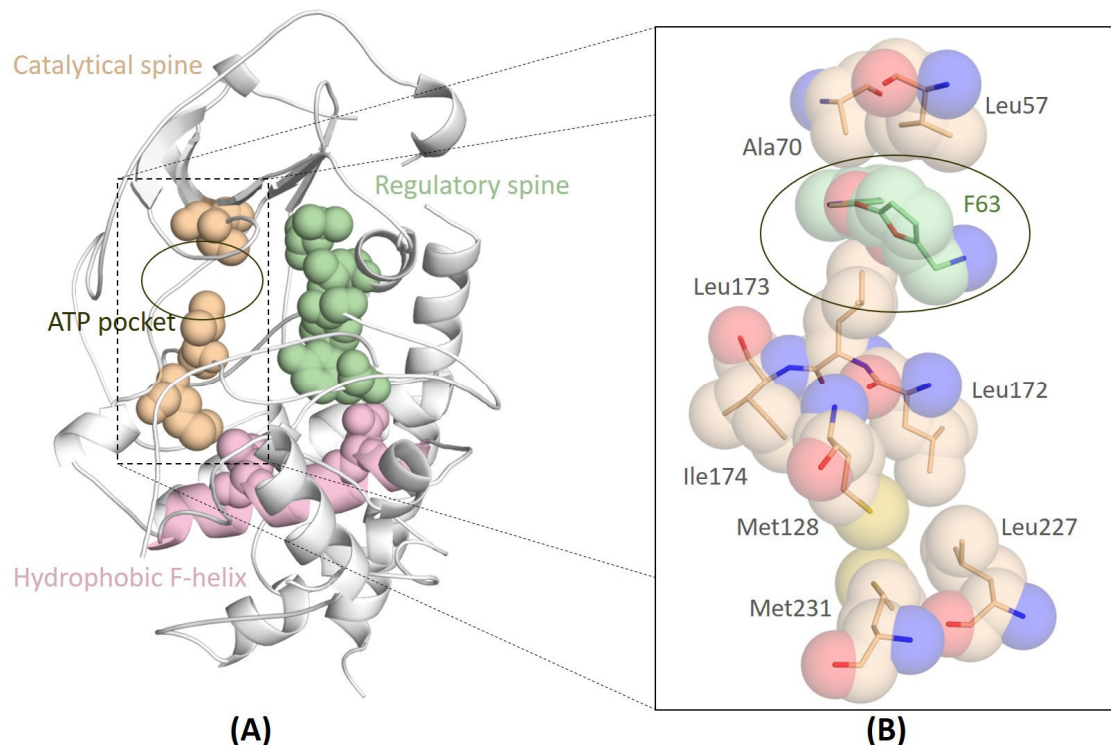 Catalytical spine
Regulatory spine
ATP pocket
Hydrophobic F-helix
(A)
Leu57
Ala70
F63
Leu173
Leu172
Ile174
Met128
Leu227
Met231
(B)